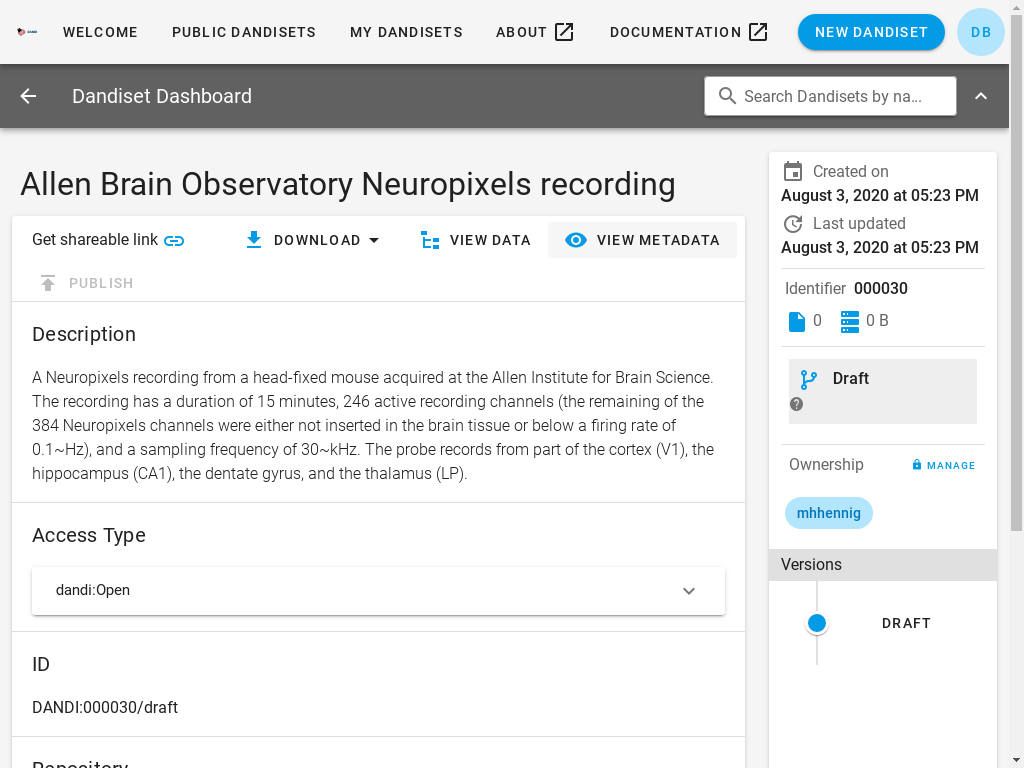 WELCOME PUBLIC DANDISETS MY DANDISETS ABOUT DOCUMENTATION NEW DANDISET DB
Dandiset Dashboard
Search Dandisets by na...
Allen Brain Observatory Neuropixels recording
Get shareable link DOWNLOAD VIEW DATA VIEW METADATA
PUBLISH
Description
A Neuropixels recording from a head-fixed mouse acquired at the Allen Institute for Brain Science.
The recording has a duration of 15 minutes, 246 active recording channels (the remaining of the
384 Neuropixels channels were either not inserted in the brain tissue or below a firing rate of
0.1~Hz), and a sampling frequency of 30~kHz. The probe records from part of the cortex (V1), the
hippocampus (CA1), the dentate gyrus, and the thalamus (LP).
Access Type
dandi:Open
ID
DANDI:000030/draft
Repository
Created on
August 3, 2020 at 05:23 PM
Last updated
August 3, 2020 at 05:23 PM
Identifier 000030
0 0 B
Draft
?
Ownership MANAGE
mhhennig
Versions
DRAFT